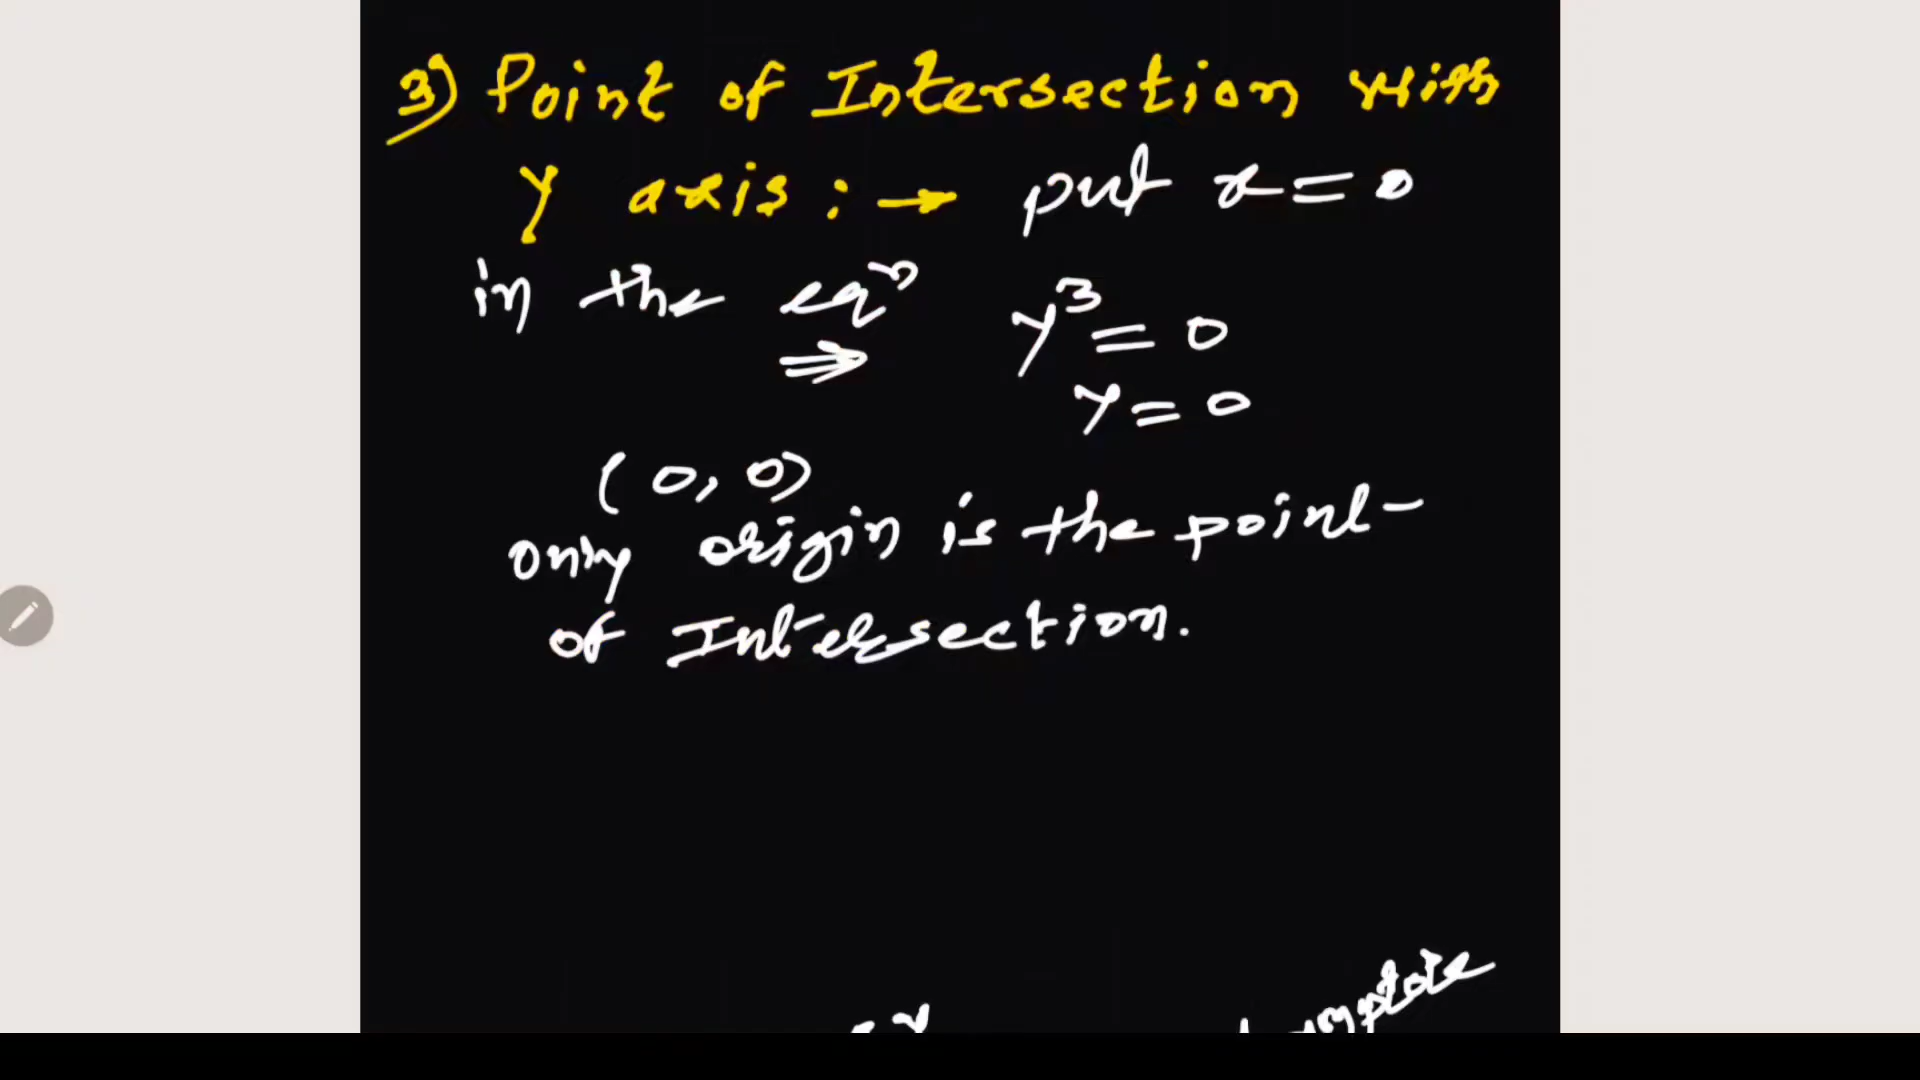 3) Point of Intersection with
Y axis : → put x = 0
in the eqⁿ y³ = 0
⇒ y = 0
(0, 0)
only origin is the point
of Intersection.